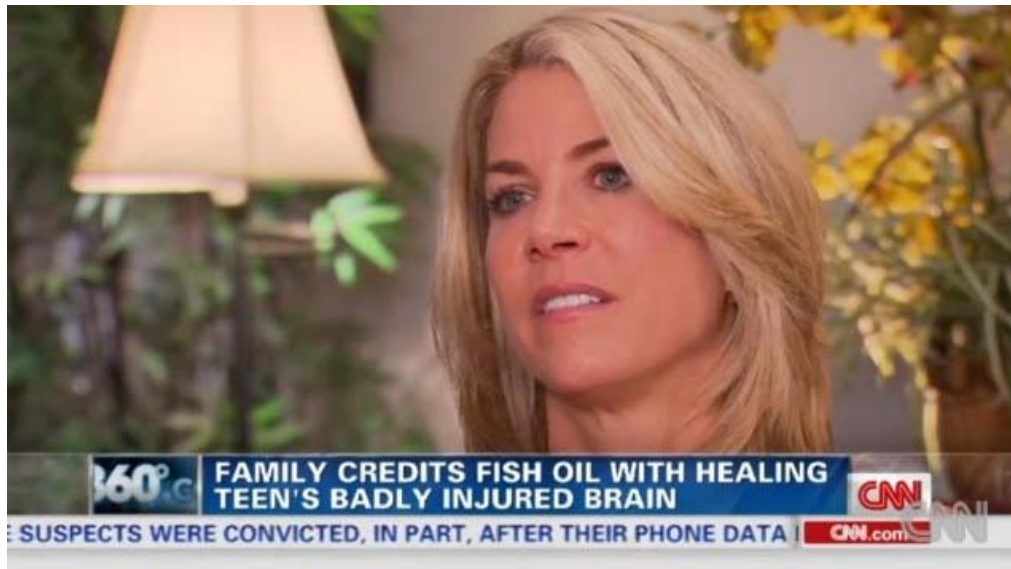 360°
FAMILY CREDITS FISH OIL WITH HEALING
TEEN'S BADLY INJURED BRAIN
CNN
SUSPECTS WERE CONVICTED, IN PART, AFTER THEIR PHONE DATA
CNN.com
CNN